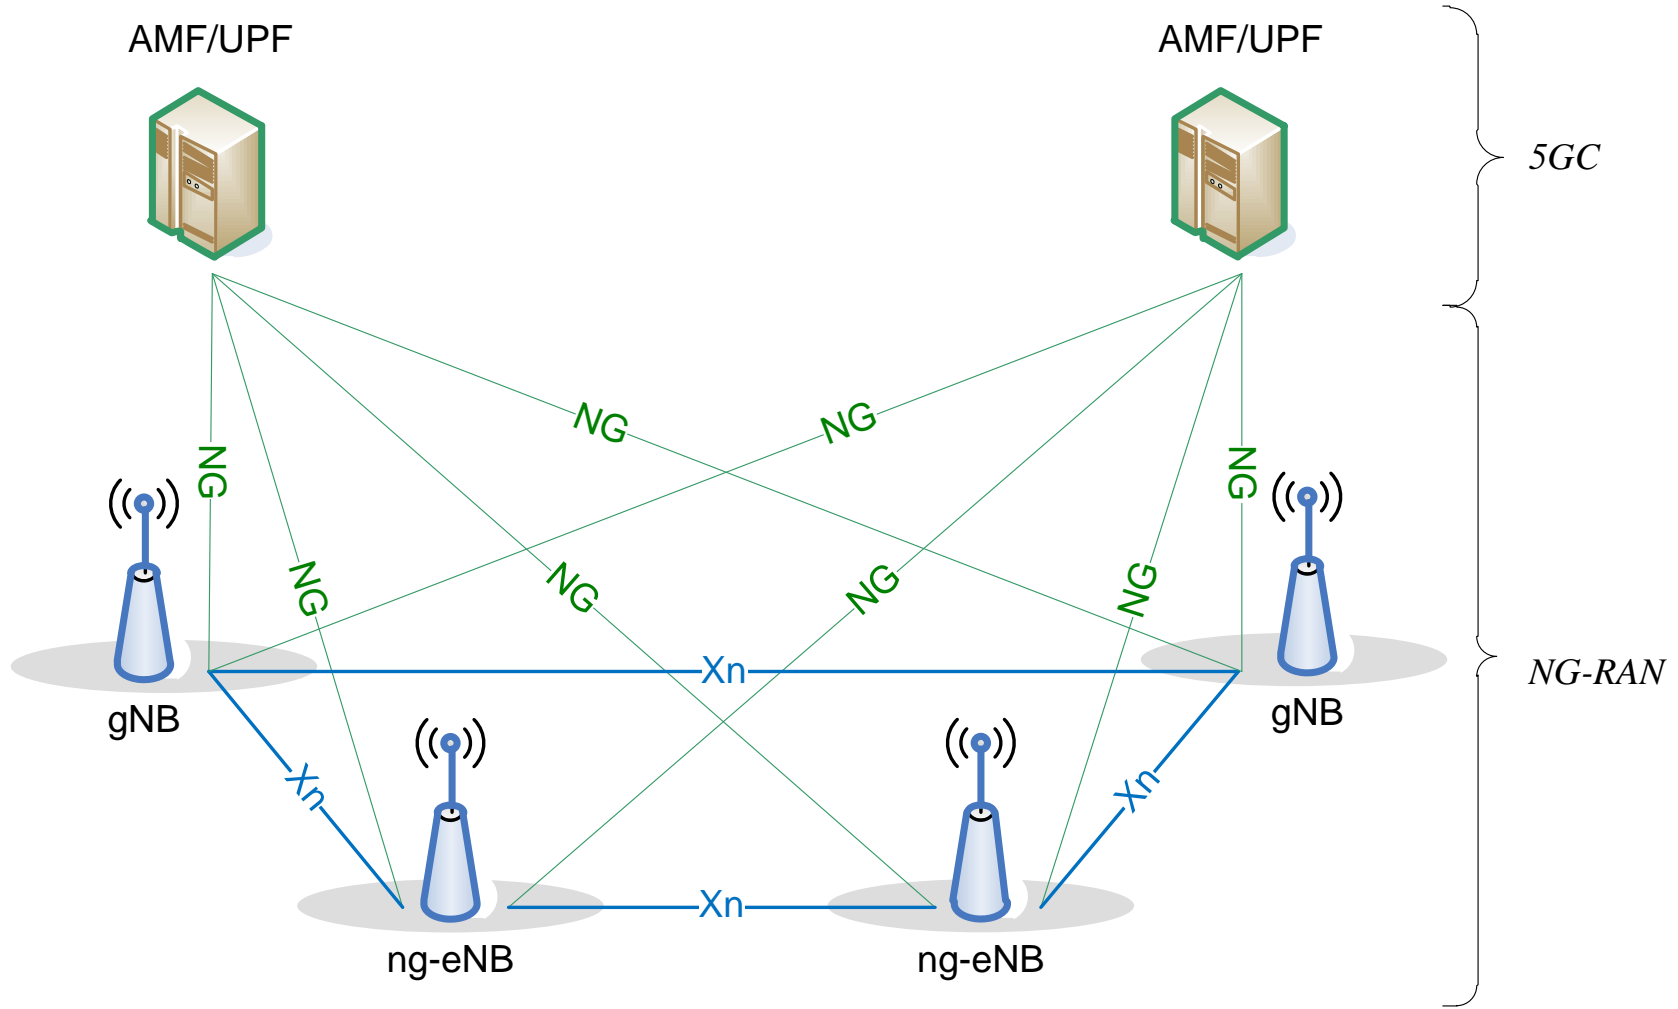 AMF/UPF
AMF/UPF
5GC
NG
NG
NG
NG
NG
NG
NG
NG
Xn
NG-RAN
gNB
gNB
Xn
Xn
Xn
ng-eNB
ng-eNB